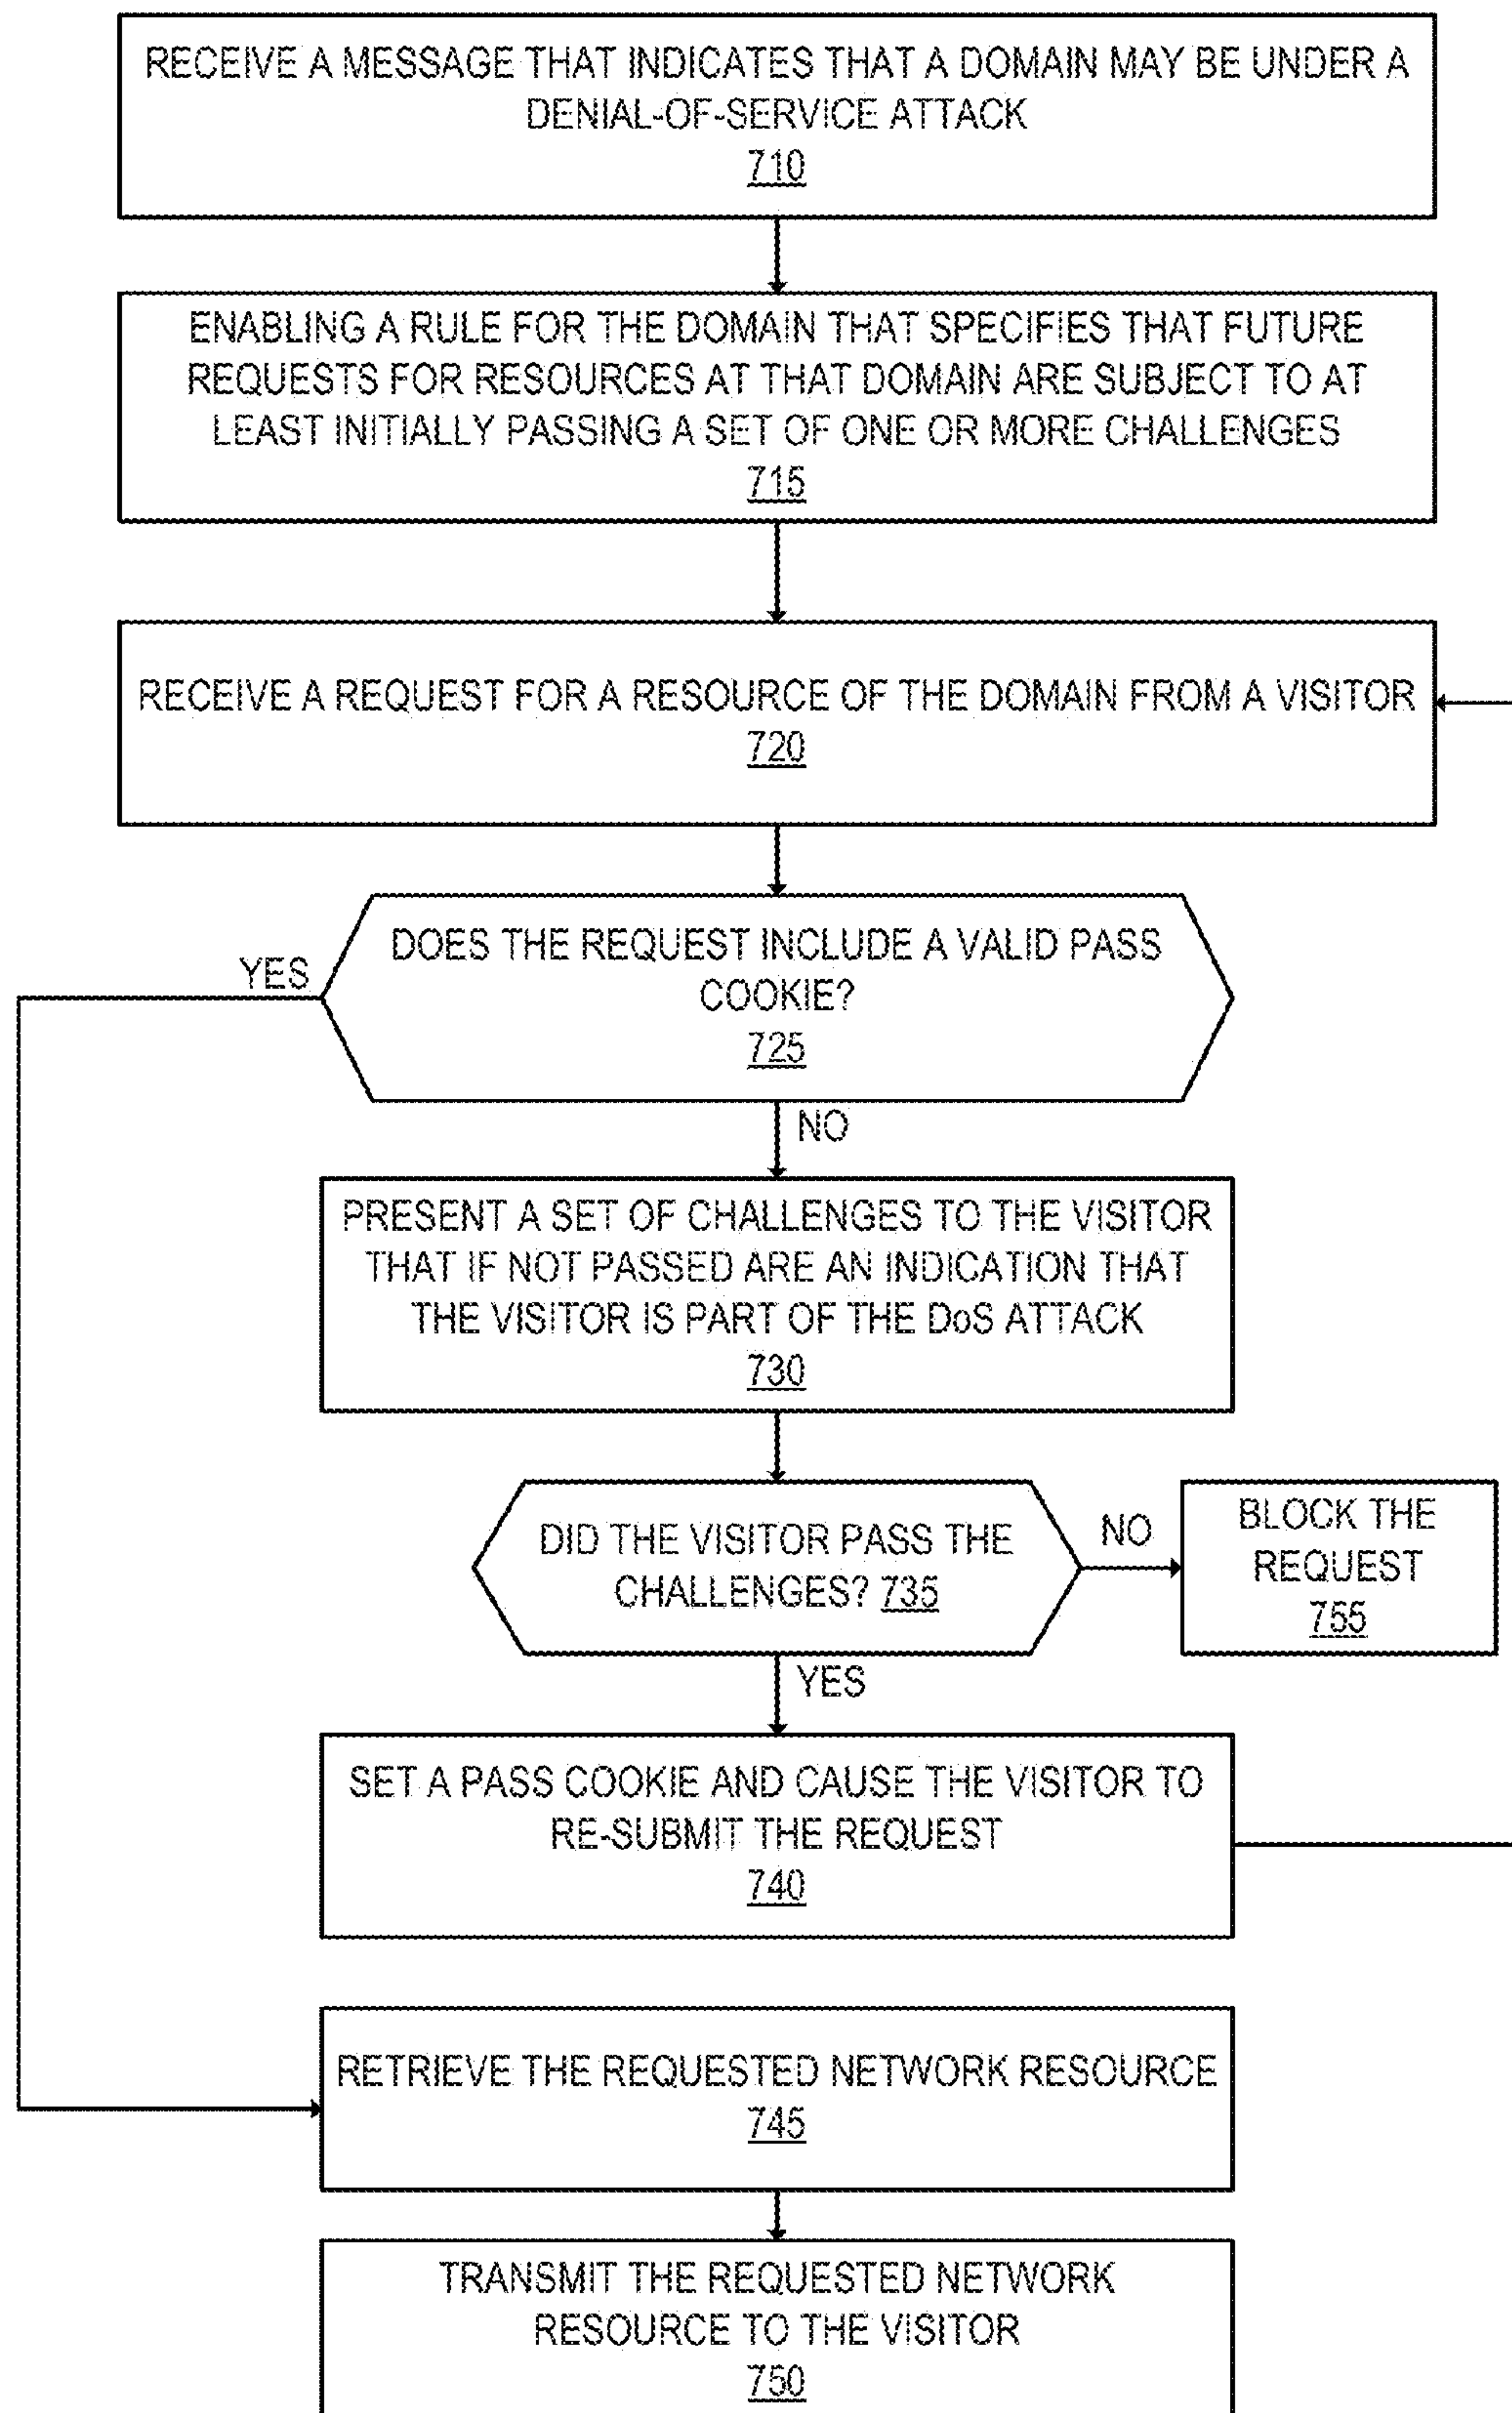 RECEIVE A MESSAGE THAT INDICATES THAT A DOMAIN MAY BE UNDER A
DENIAL-OF-SERVICE ATTACK
710
ENABLING A RULE FOR THE DOMAIN THAT SPECIFIES THAT FUTURE
REQUESTS FOR RESOURCES AT THAT DOMAIN ARE SUBJECT TO AT
LEAST INITIALLY PASSING A SET OF ONE OR MORE CHALLENGES
715
RECEIVE A REQUEST FOR A RESOURCE OF THE DOMAIN FROM A VISITOR
720
DOES THE REQUEST INCLUDE A VALID PASS
COOKIE?
725
YES
NO
PRESENT A SET OF CHALLENGES TO THE VISITOR
THAT IF NOT PASSED ARE AN INDICATION THAT
THE VISITOR IS PART OF THE DoS ATTACK
730
DID THE VISITOR PASS THE
CHALLENGES? 735
NO
BLOCK THE
REQUEST
755
YES
SET A PASS COOKIE AND CAUSE THE VISITOR TO
RE-SUBMIT THE REQUEST
740
RETRIEVE THE REQUESTED NETWORK RESOURCE
745
TRANSMIT THE REQUESTED NETWORK
RESOURCE TO THE VISITOR
750